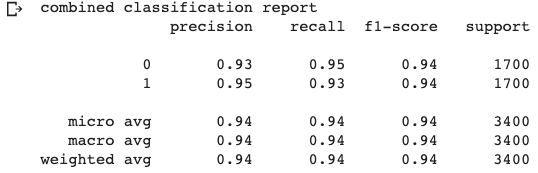 combined classification report
precision recall f1-score support
0 0.93 0.95 0.94 1700
1 0.95 0.93 0.94 1700
micro avg 0.94 0.94 0.94 3400
macro avg 0.94 0.94 0.94 3400
weighted avg 0.94 0.94 0.94 3400